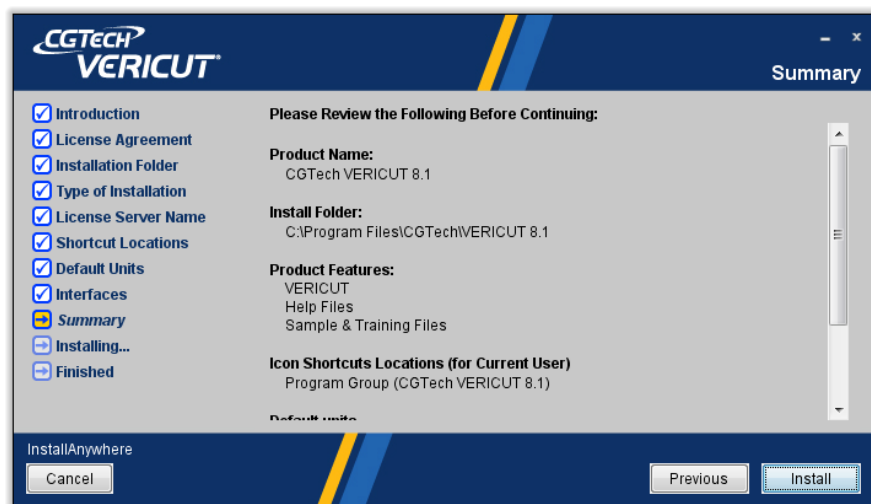 CGTECH
VERICUT®
Summary
Introduction
License Agreement
Installation Folder
Type of Installation
License Server Name
Shortcut Locations
Default Units
Interfaces
Summary
Installing...
Finished
Please Review the Following Before Continuing:
Product Name:
CGTech VERICUT 8.1
Install Folder:
C:\Program Files\CGTech\VERICUT 8.1
Product Features:
VERICUT
Help Files
Sample & Training Files
Icon Shortcuts Locations (for Current User)
Program Group (CGTech VERICUT 8.1)
Default units
InstallAnywhere
Cancel
Previous
Install